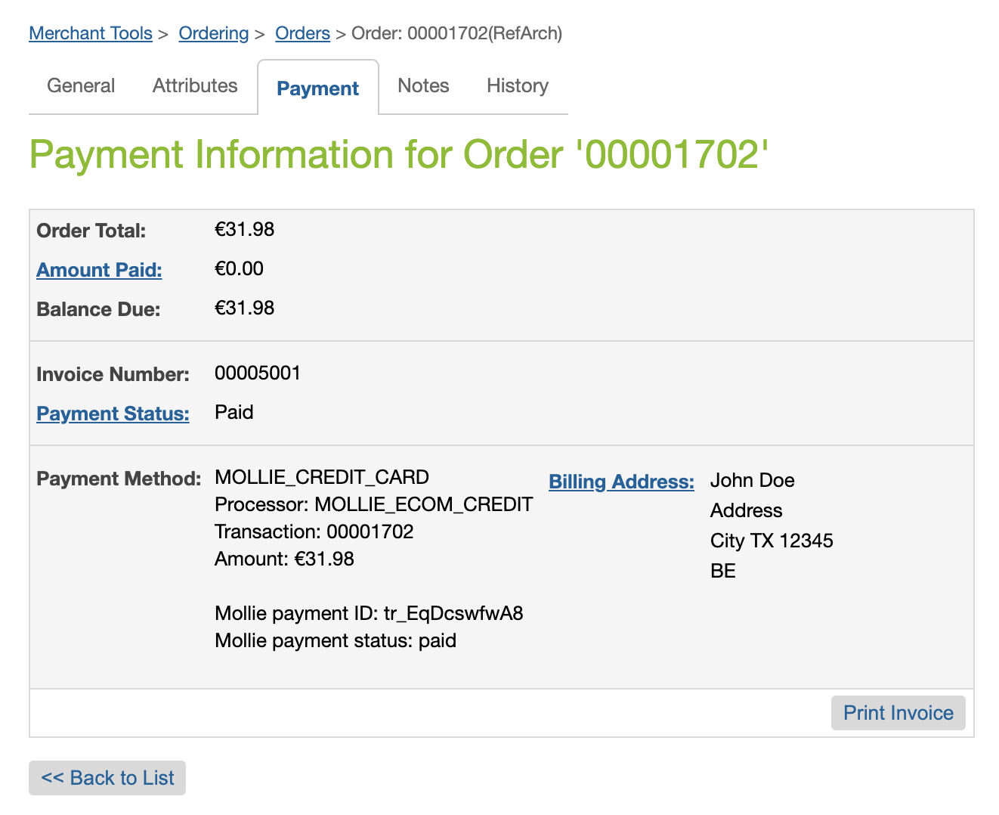 Merchant Tools > Ordering > Orders > Order: 00001702(RefArch)
General Attributes Payment Notes History
Payment Information for Order '00001702'
Order Total: €31.98
Amount Paid: €0.00
Balance Due: €31.98
Invoice Number: 00005001
Payment Status: Paid
Payment Method: MOLLIE_CREDIT_CARD
Processor: MOLLIE_ECOM_CREDIT
Transaction: 00001702
Amount: €31.98
Mollie payment ID: tr_EqDcswfwA8
Mollie payment status: paid
Billing Address: John Doe
Address
City TX 12345
BE
Print Invoice
<< Back to List